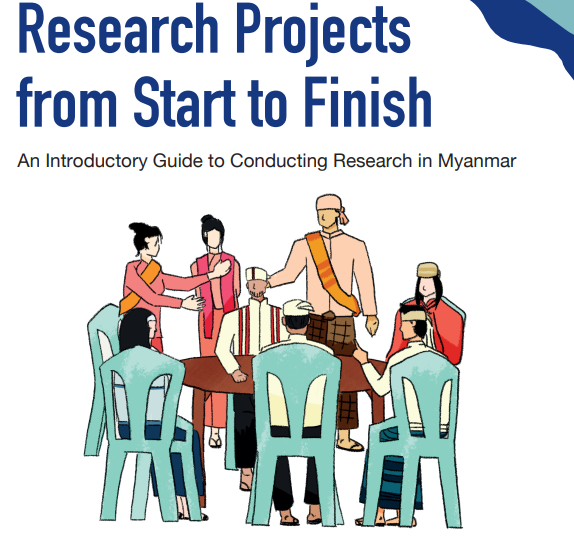 Research Projects
from Start to Finish
An Introductory Guide to Conducting Research in Myanmar